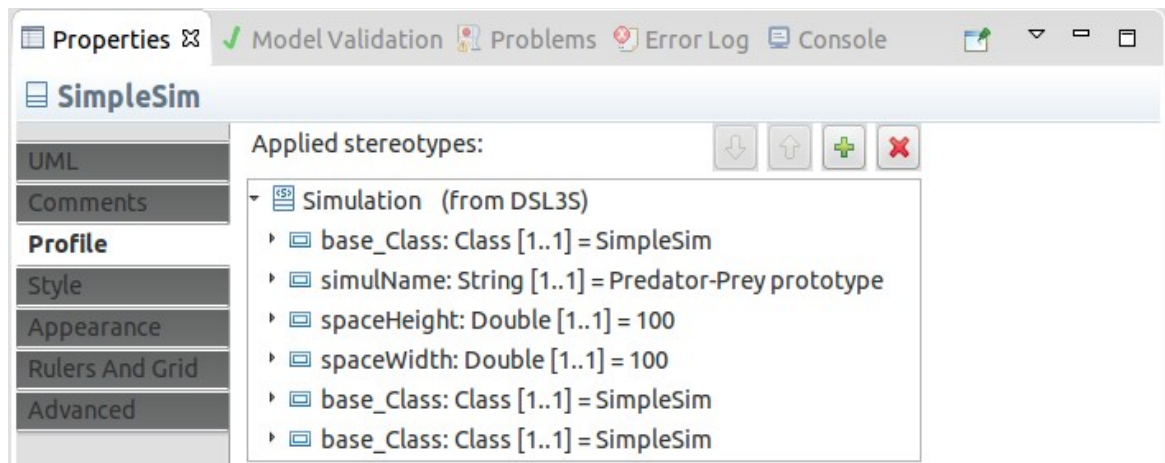 Properties Model Validation Problems Error Log Console
SimpleSim
Applied stereotypes:
UML
Comments
Profile
Style
Appearance
Rulers And Grid
Advanced
Simulation (from DSL3S)
base_Class: Class [1..1] = SimpleSim
simulName: String [1..1] = Predator-Prey prototype
spaceHeight: Double [1..1] = 100
spaceWidth: Double [1..1] = 100
base_Class: Class [1..1] = SimpleSim
base_Class: Class [1..1] = SimpleSim